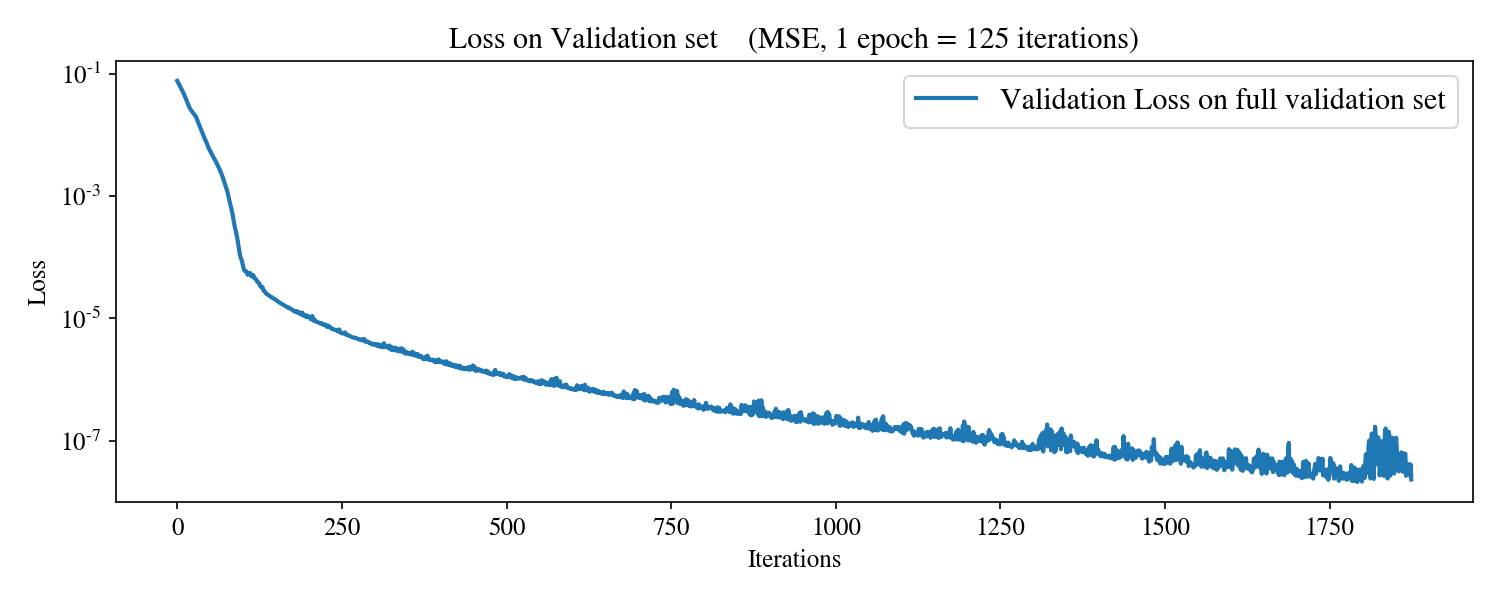 Loss on Validation set    (MSE, 1 epoch = 125 iterations)
Validation Loss on full validation set
10^-1
10^-3
10^-5
10^-7
Loss
0 250 500 750 1000 1250 1500 1750
Iterations